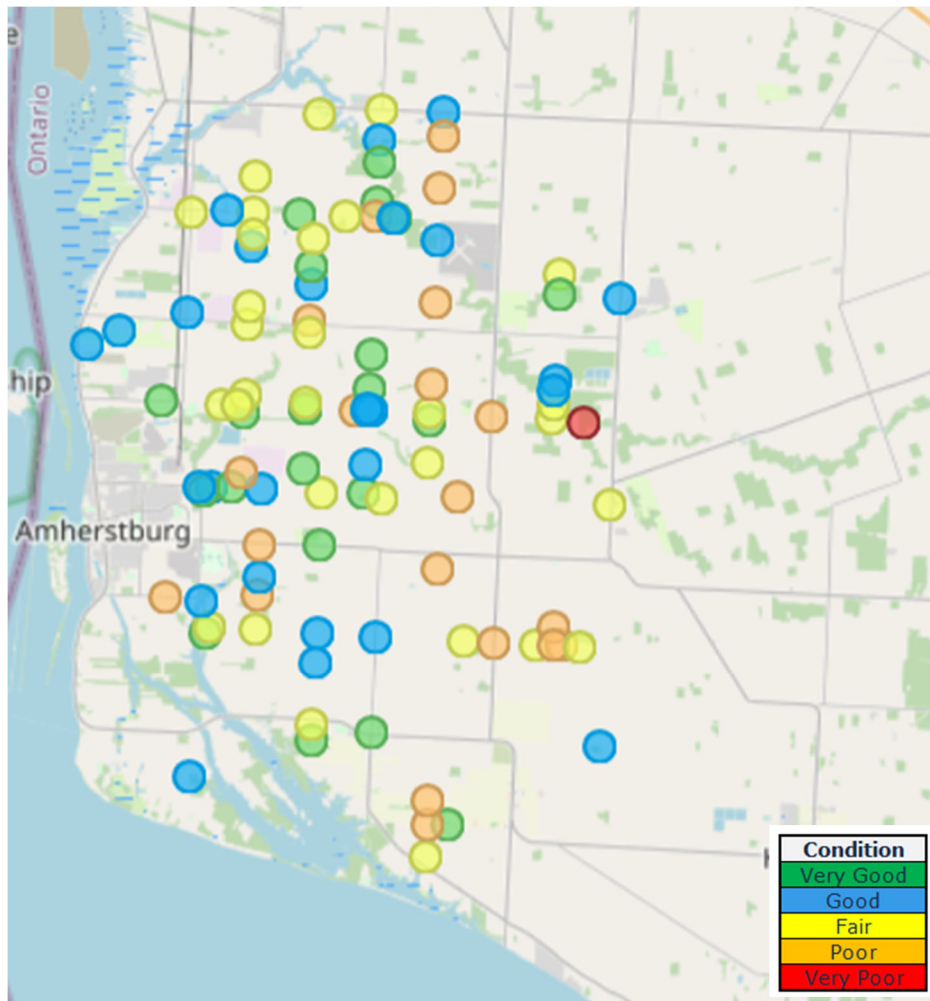 Ontario
hip
Amherstburg
Condition
Very Good
Good
Fair
Poor
Very Poor